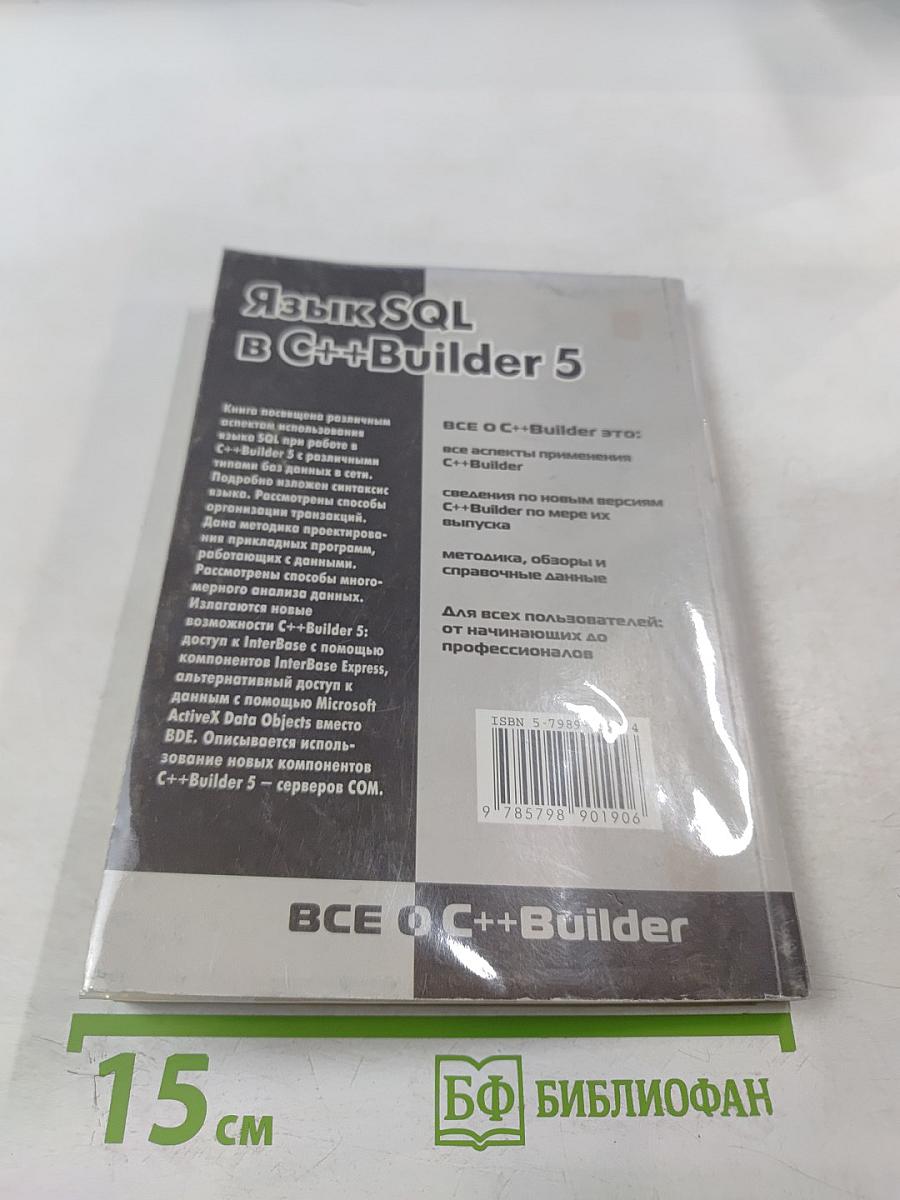 Язык SQL
в C++Builder 5
Книга посвящена различным
аспектам использования
языка SQL при работе в
C++Builder 5 с различными
типами баз данных в сети.
Подробно изложен синтаксис
языка. Рассмотрены способы
организации транзакций.
Дана методика проектирова-
ния прикладных программ,
работающих с данными.
Рассмотрены способы много-
мерного анализа данных.
Излагаются новые
возможности C++Builder 5:
доступ к InterBase с помощью
компонентов InterBase Express,
альтернативный доступ к
данным с помощью Microsoft
ActiveX Data Objects вместо
BDE. Описывается исполь-
зование новых компонентов
C++Builder 5 – серверов COM.
ВСЕ О C++Builder это:
все аспекты применения
C++Builder
сведения по новым версиям
C++Builder по мере их
выпуска
методика, обзоры и
справочные данные
Для всех пользователей:
от начинающих до
профессионалов
ISBN
9 785798 901906
ВСЕ О C++Builder
15 см
БФ БИБЛИОФАН